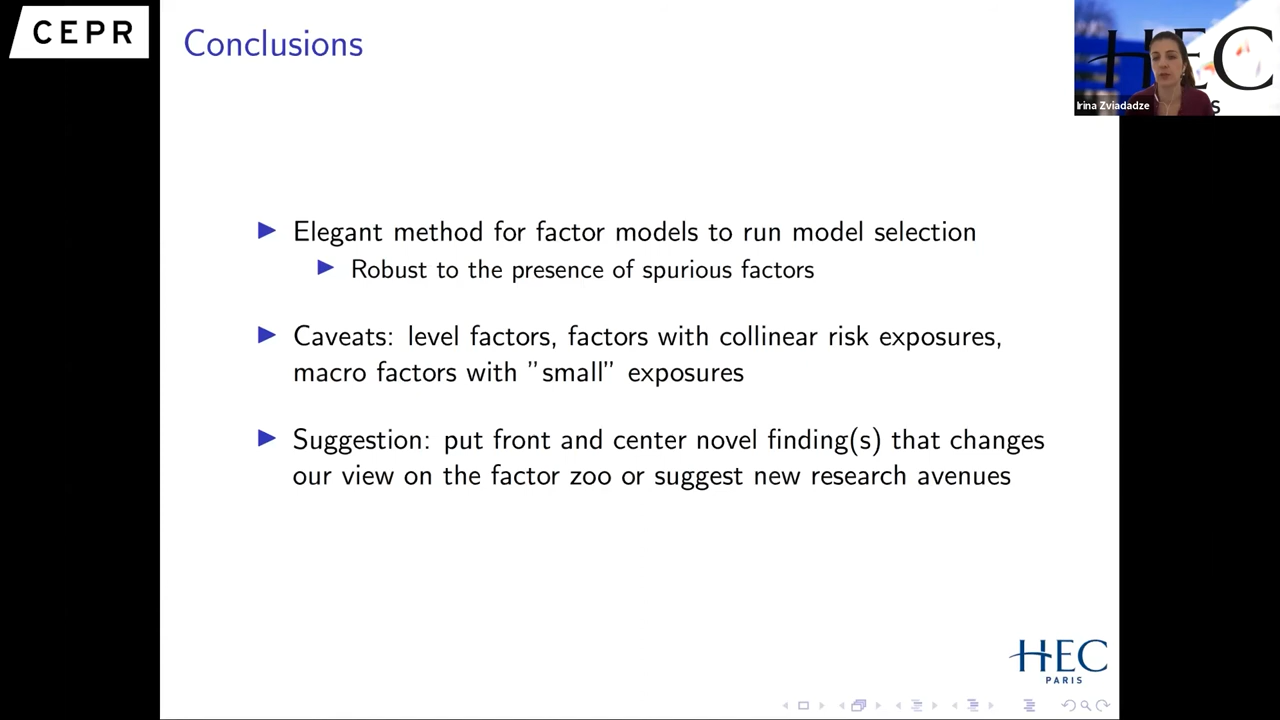 CEPR
Conclusions
HEC
Irina Zviadadze
S
▶ Elegant method for factor models to run model selection
▶ Robust to the presence of spurious factors
▶ Caveats: level factors, factors with collinear risk exposures,
macro factors with ”small” exposures
▶ Suggestion: put front and center novel finding(s) that changes
our view on the factor zoo or suggest new research avenues
HEC
PARIS